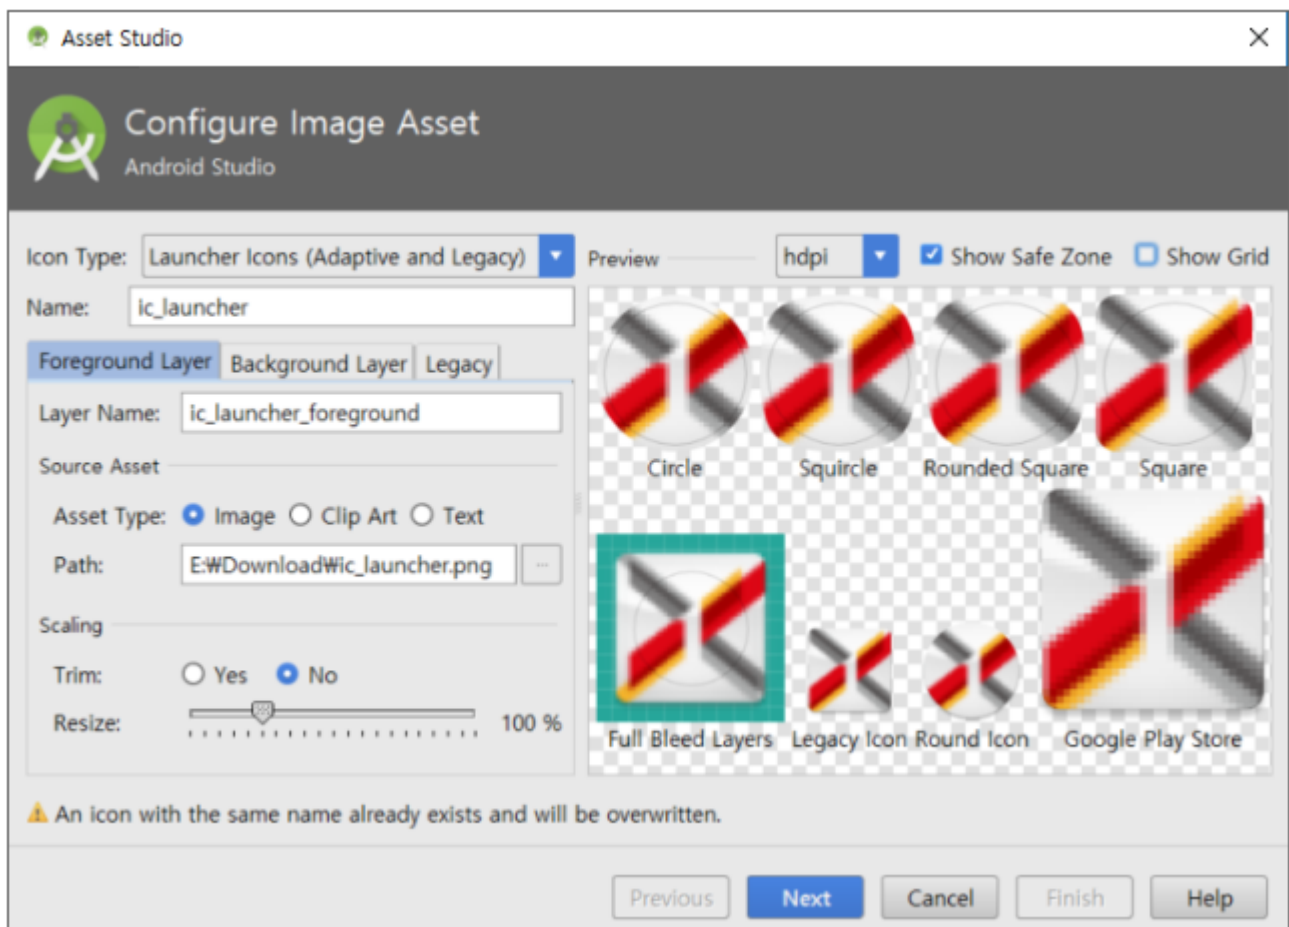 Asset Studio
Configure Image Asset
Android Studio
Icon Type: Launcher Icons (Adaptive and Legacy)
Preview hdpi Show Safe Zone Show Grid
Name: ic_launcher
Foreground Layer Background Layer Legacy
Layer Name: ic_launcher_foreground
Source Asset
Asset Type: Image Clip Art Text
Path: E:₩Download₩ic_launcher.png ...
Scaling
Trim: Yes No
Resize: 100 %
Circle Squircle Rounded Square Square
Full Bleed Layers Legacy Icon Round Icon Google Play Store
An icon with the same name already exists and will be overwritten.
Previous Next Cancel Finish Help